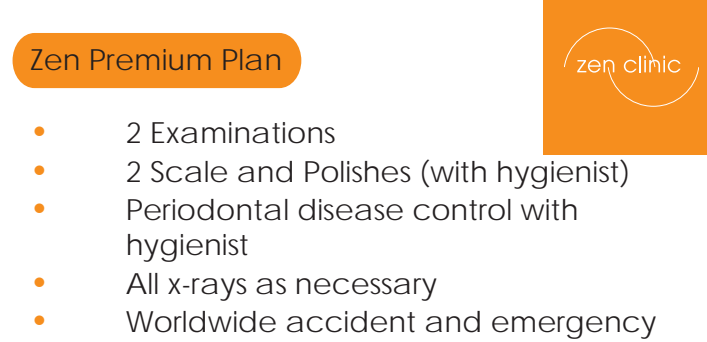 Zen Premium Plan
zen clinic
• 2 Examinations
• 2 Scale and Polishes (with hygienist)
• Periodontal disease control with
hygienist
• All x-rays as necessary
• Worldwide accident and emergency